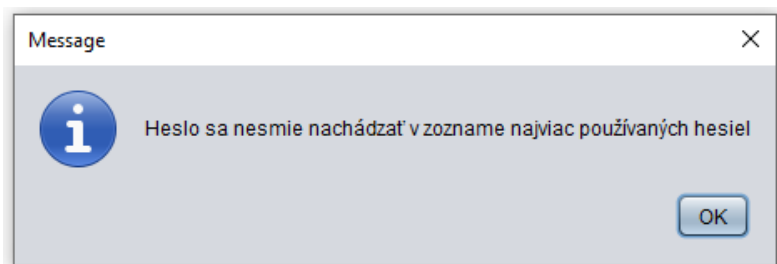 Message
Heslo sa nesmie nachádzať v zozname najviac používaných hesiel
OK